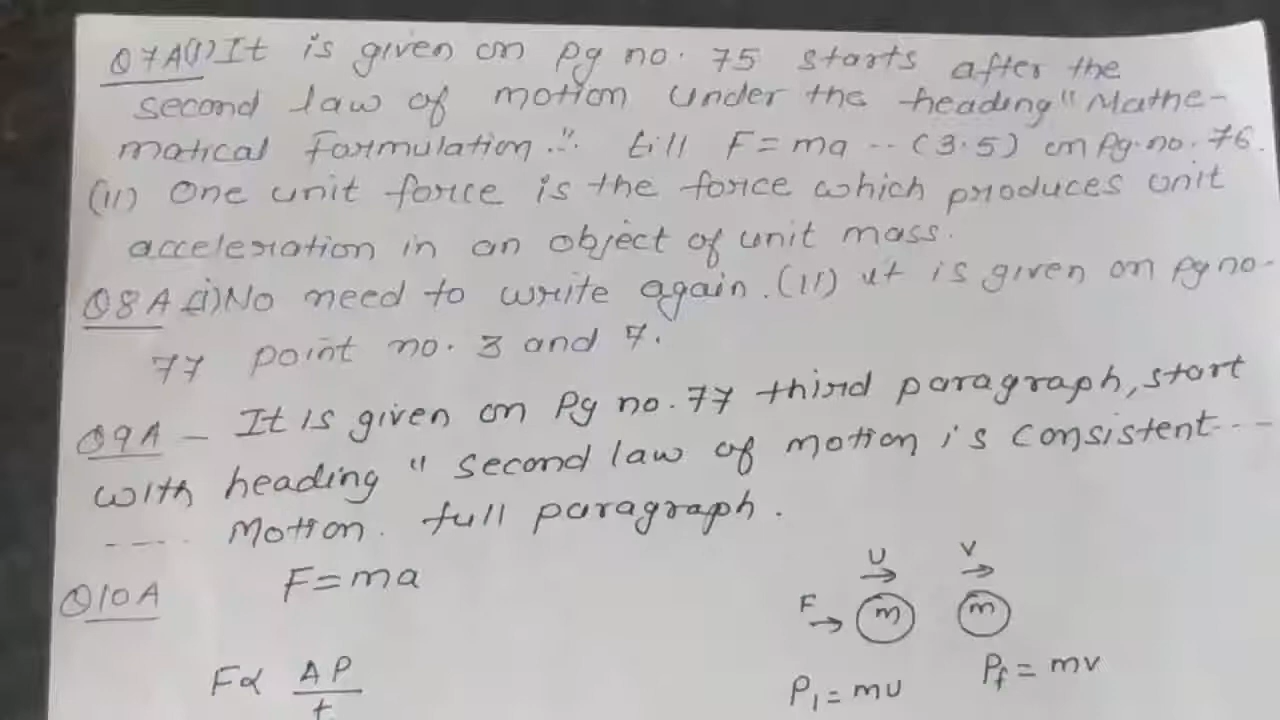 Q7A(i) It is given on pg no. 75 starts after the
second law of motion under the heading "Mathe-
matical formulation." till F = ma -- (3.5) on Pg.no. 76.
(ii) One unit force is the force which produces unit
acceleration in an object of unit mass.
Q8A (i) No need to write again. (ii) it is given on pg no-
77 point no. 3 and 7.
Q9A - It is given on Pg no. 77 third paragraph, start
with heading "second law of motion is consistent ---
---- Motion. full paragraph.
U V
Q10A F = ma
F → m m
F ∝ ΔP / t
P1 = mu Pf = mv